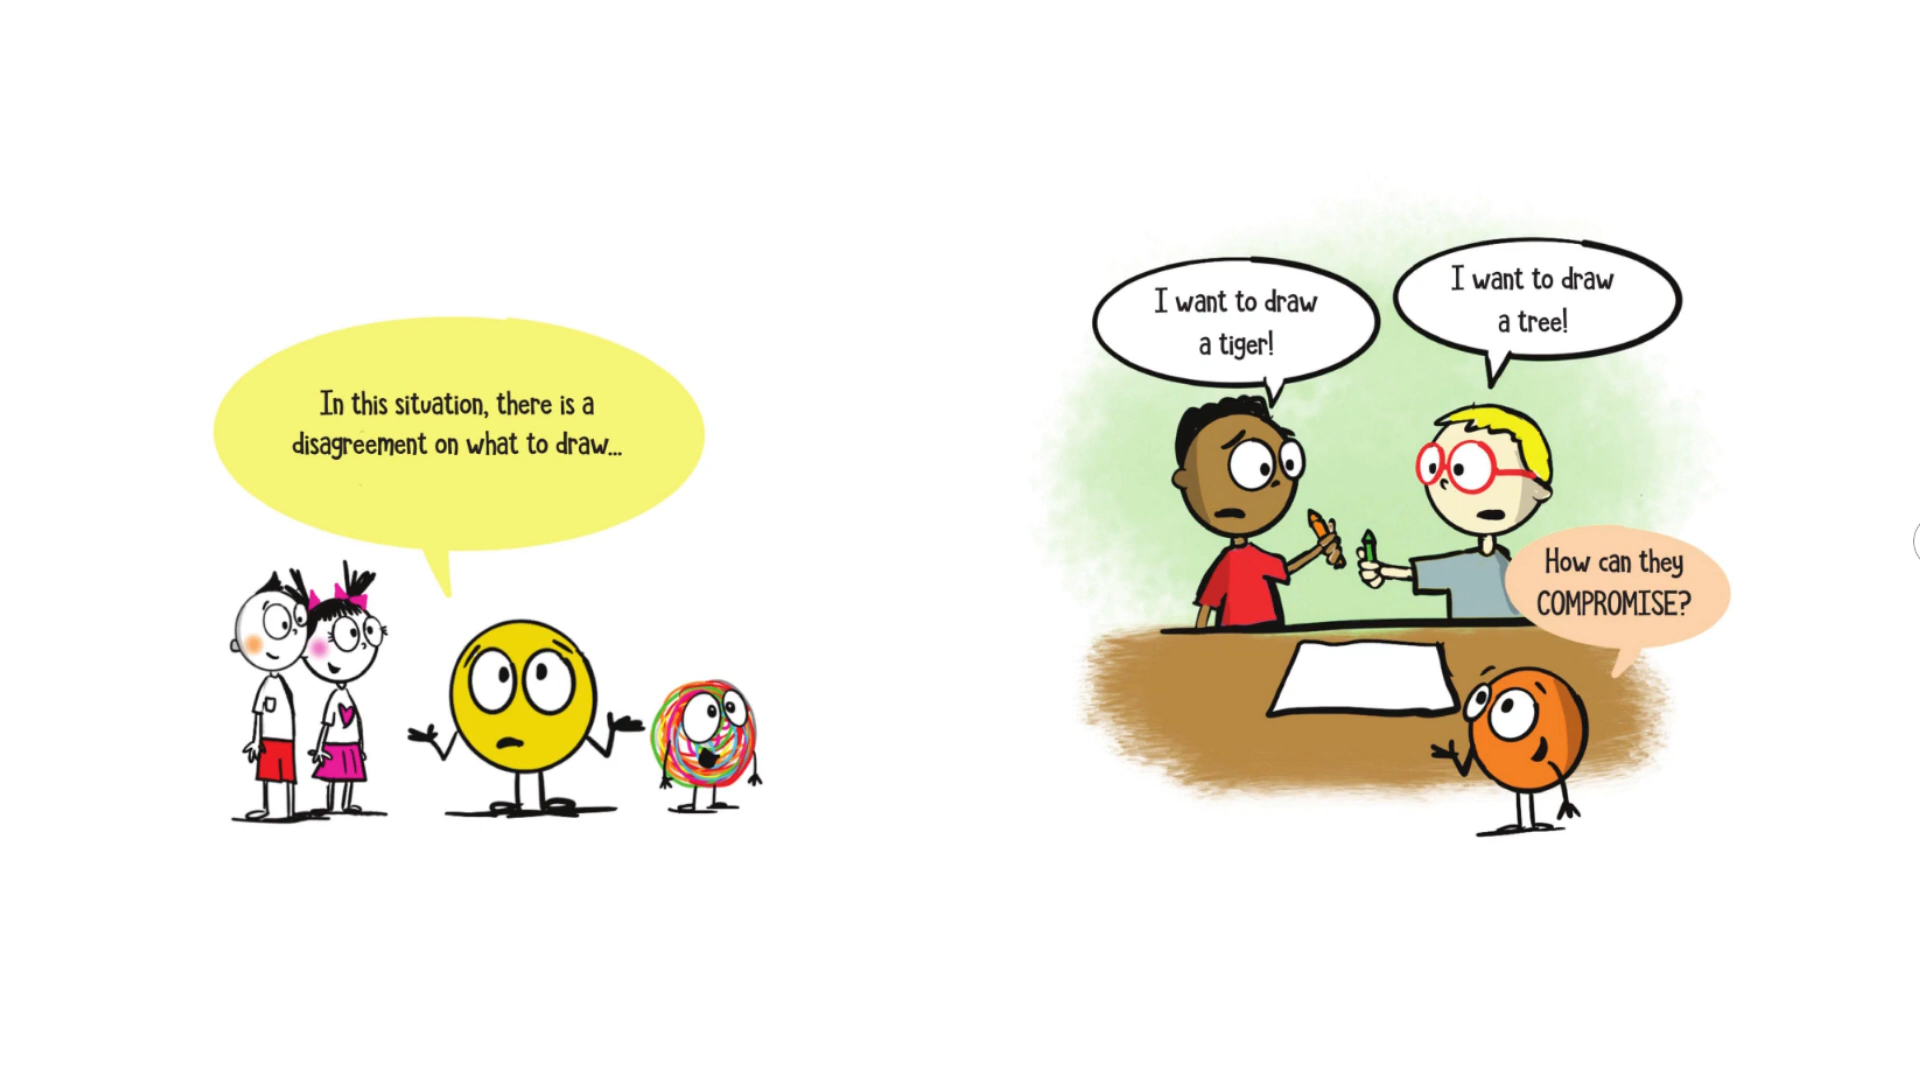 In this situation, there is a
disagreement on what to draw...
I want to draw
a tiger!
I want to draw
a tree!
How can they
COMPROMISE?